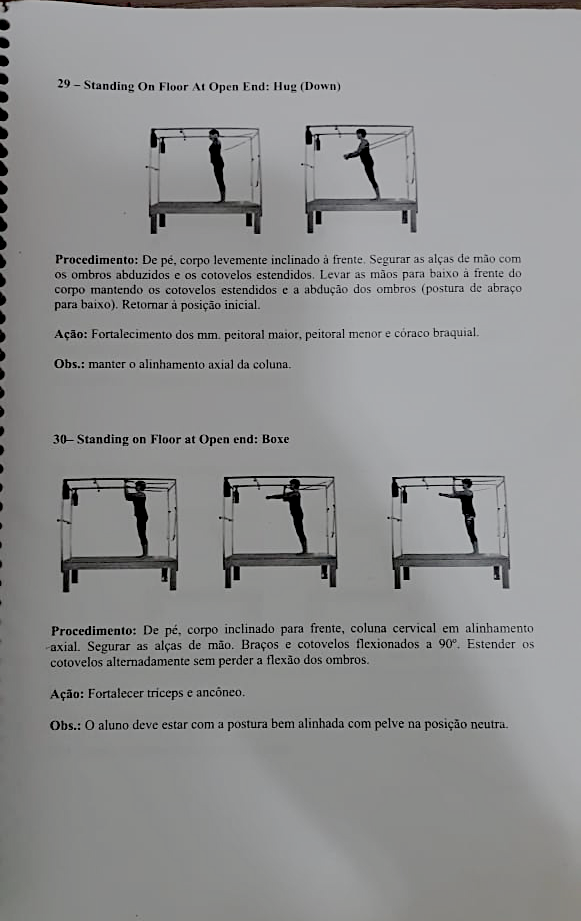 29 – Standing On Floor At Open End: Hug (Down)
Procedimento: De pé, corpo levemente inclinado à frente. Segurar as alças de mão com
os ombros abduzidos e os cotovelos estendidos. Levar as mãos para baixo à frente do
corpo mantendo os cotovelos estendidos e a abdução dos ombros (postura de abraço
para baixo). Retornar à posição inicial.
Ação: Fortalecimento dos mm. peitoral maior, peitoral menor e córaco braquial.
Obs.: manter o alinhamento axial da coluna.
30– Standing on Floor at Open end: Boxe
Procedimento: De pé, corpo inclinado para frente, coluna cervical em alinhamento
axial. Segurar as alças de mão. Braços e cotovelos flexionados a 90º. Estender os
cotovelos alternadamente sem perder a flexão dos ombros.
Ação: Fortalecer tríceps e ancôneo.
Obs.: O aluno deve estar com a postura bem alinhada com pelve na posição neutra.